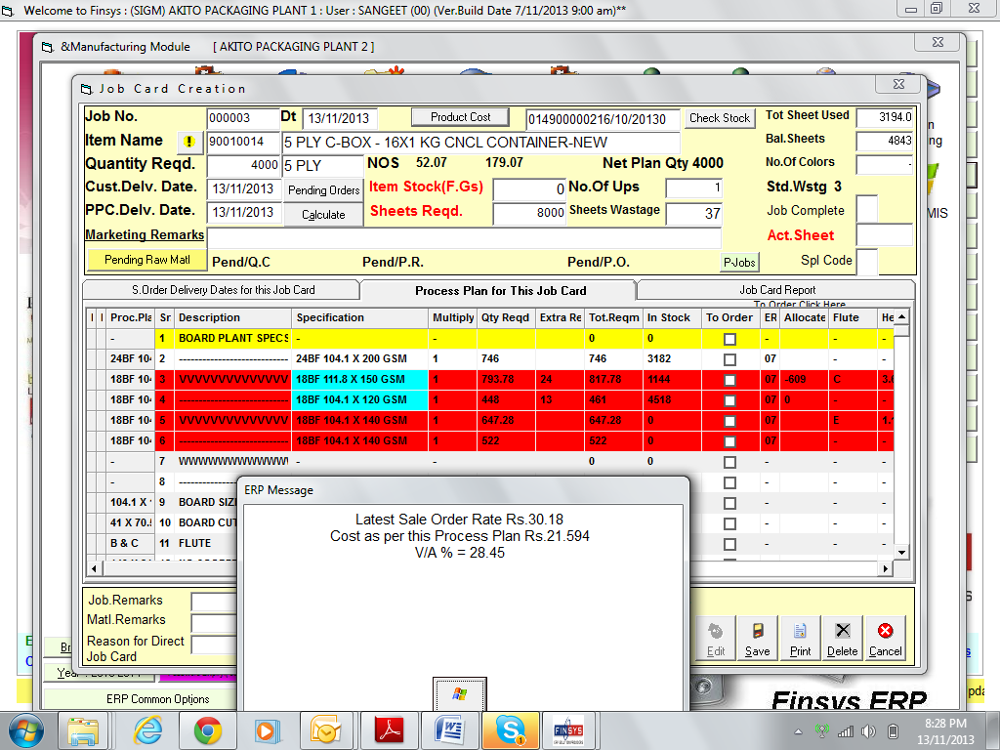 Welcome to Finsys : (SIGM) AKITO PACKAGING PLANT 1 : User : SANGEET (00) (Ver.Build Date 7/11/2013 9:00 am)**
&Manufacturing Module [ AKITO PACKAGING PLANT 2 ]
Job Card Creation
Job No. 000003 Dt 13/11/2013 Product Cost 014900000216/10/20130 Check Stock Tot Sheet Used 3194.0
Item Name 90010014 5 PLY C-BOX - 16X1 KG CNCL CONTAINER-NEW Bal.Sheets 4843
Quantity Reqd. 4000 5 PLY NOS 52.07 179.07 Net Plan Qty 4000 No.Of Colors -
Cust.Delv. Date. 13/11/2013 Pending Orders Item Stock(F.Gs) 0 No.Of Ups 1 Std.Wstg 3
PPC.Delv. Date. 13/11/2013 Calculate Sheets Reqd. 8000 Sheets Wastage 37 Job Complete
MIS
Marketing Remarks Act.Sheet
Pending Raw Matl Pend/Q.C Pend/P.R. Pend/P.O. P-Jobs Spl Code
S.Order Delivery Dates for this Job Card Process Plan for This Job Card Job Card Report
To Order Click Here
Proc.Pla Sr Description Specification Multiply Qty Reqd Extra Re Tot.Reqm In Stock To Order ER Allocate Flute He
- 1 BOARD PLANT SPECS - - 0 0 - - - -
24BF 104 2 ---------------------------- 24BF 104.1 X 200 GSM 1 746 746 3182 07 - -
18BF 104 3 VVVVVVVVVVVVVV 18BF 111.8 X 150 GSM 1 793.78 24 817.78 1144 07 -609 C 3.
18BF 104 4 ---------------------------- 18BF 104.1 X 120 GSM 1 448 13 461 4518 07 0 - -
18BF 104 5 VVVVVVVVVVVVVV 18BF 104.1 X 140 GSM 1 647.28 647.28 0 07 E 1.
18BF 104 6 ---------------------------- 18BF 104.1 X 140 GSM 1 522 522 0 07 - -
- 7 WWWWWWWWWWWW - - 0 0 - - -
- 8 -------------- - - -
104.1 X 9 BOARD SIZ - - -
41 X 70. 10 BOARD CUT - - -
B & C 11 FLUTE - - -
ERP Message
Latest Sale Order Rate Rs.30.18
Cost as per this Process Plan Rs.21.594
V/A % = 28.45
Job.Remarks
Matl.Remarks
Reason for Direct
Job Card
Edit Save Print Delete Cancel
ERP Common Options
Finsys ERP
FINSYS
8:28 PM
13/11/2013